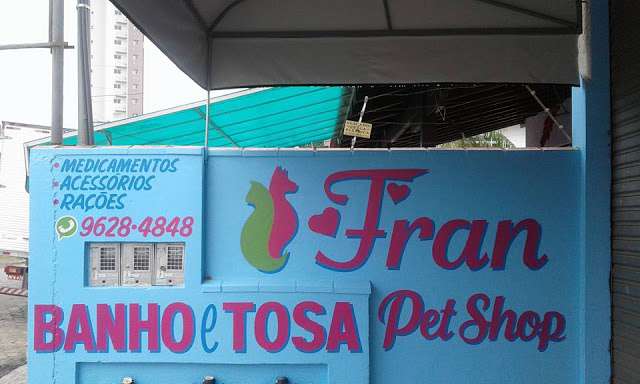 • MEDICAMENTOS
• ACESSÓRIOS
• RAÇÕES
9628-4848
Fran
BANHO e TOSA
Pet Shop